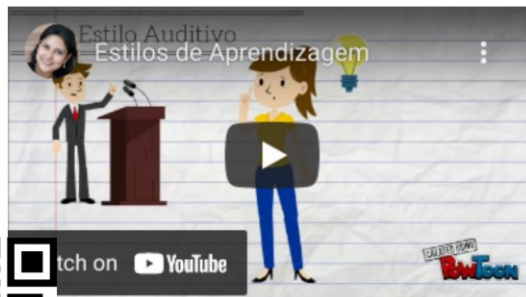 Estilo Auditivo
Estilos de Aprendizagem
tch on YouTube
CREATED USING
POWTOON